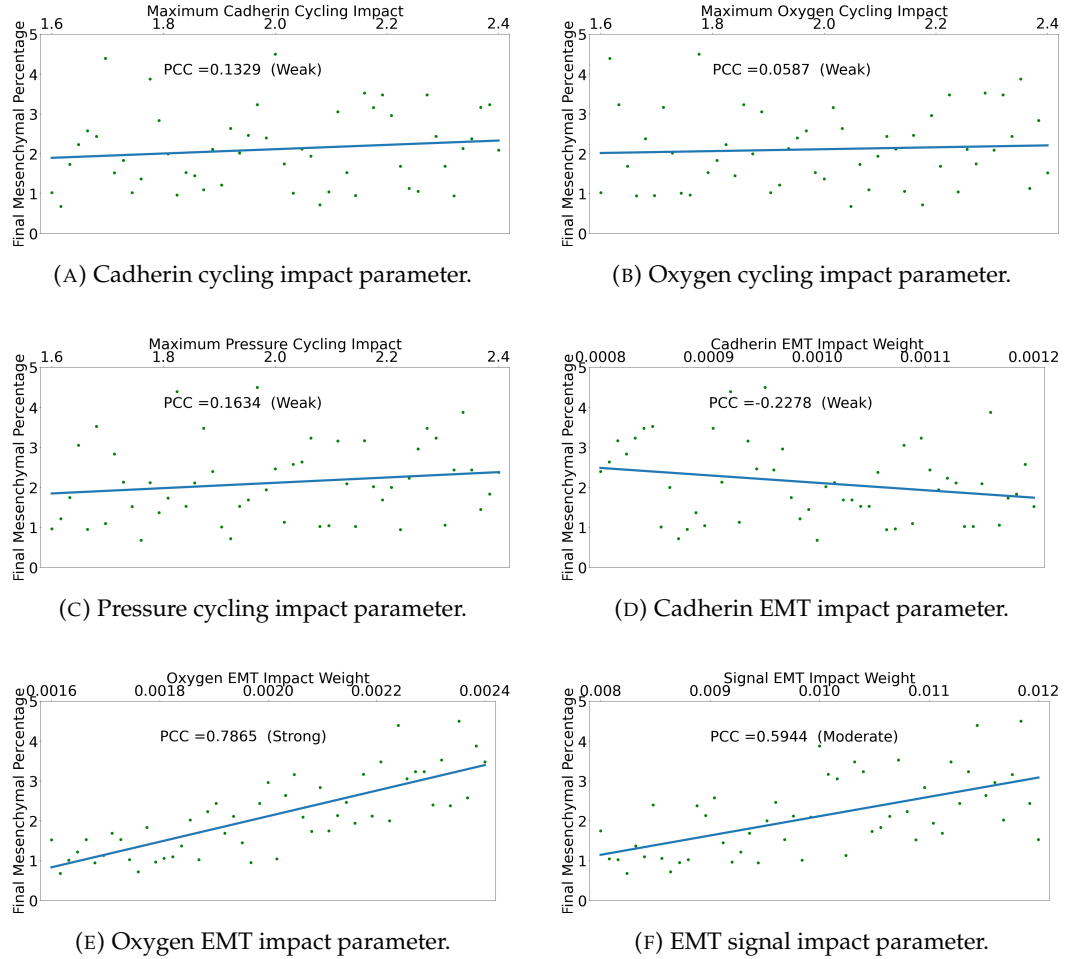 Maximum Cadherin Cycling Impact
1.6 1.8 2.0 2.2 2.4
Final Mesenchymal Percentage
5
4
3
2
1
0
PCC =0.1329 (Weak)
(A) Cadherin cycling impact parameter.
Maximum Oxygen Cycling Impact
1.6 1.8 2.0 2.2 2.4
Final Mesenchymal Percentage
5
4
3
2
1
0
PCC =0.0587 (Weak)
(B) Oxygen cycling impact parameter.
Maximum Pressure Cycling Impact
1.6 1.8 2.0 2.2 2.4
Final Mesenchymal Percentage
5
4
3
2
1
0
PCC =0.1634 (Weak)
(C) Pressure cycling impact parameter.
Cadherin EMT Impact Weight
0.0008 0.0009 0.0010 0.0011 0.0012
Final Mesenchymal Percentage
5
4
3
2
1
0
PCC =-0.2278 (Weak)
(D) Cadherin EMT impact parameter.
Oxygen EMT Impact Weight
0.0016 0.0018 0.0020 0.0022 0.0024
Final Mesenchymal Percentage
5
4
3
2
1
0
PCC =0.7865 (Strong)
(E) Oxygen EMT impact parameter.
Signal EMT Impact Weight
0.008 0.009 0.010 0.011 0.012
Final Mesenchymal Percentage
5
4
3
2
1
0
PCC =0.5944 (Moderate)
(F) EMT signal impact parameter.